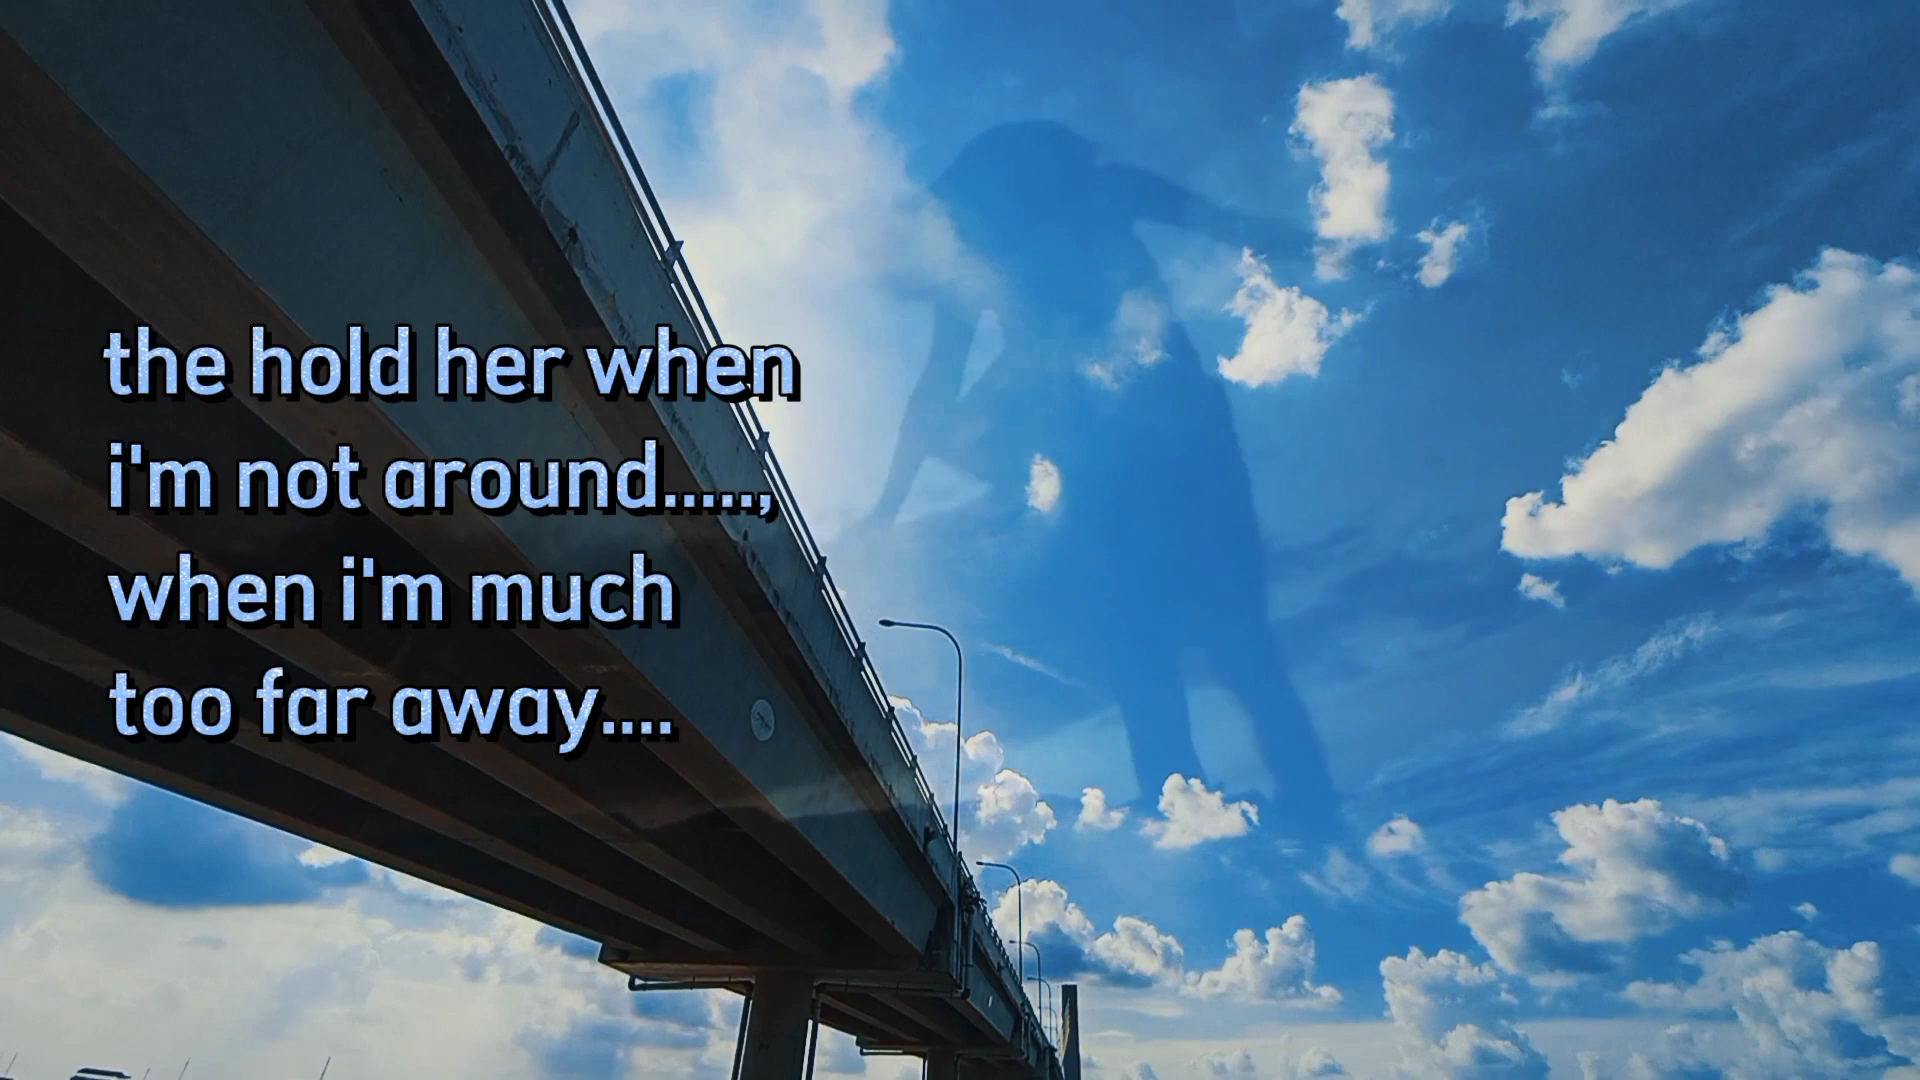 the hold her when
i'm not around.....,
when i'm much
too far away....